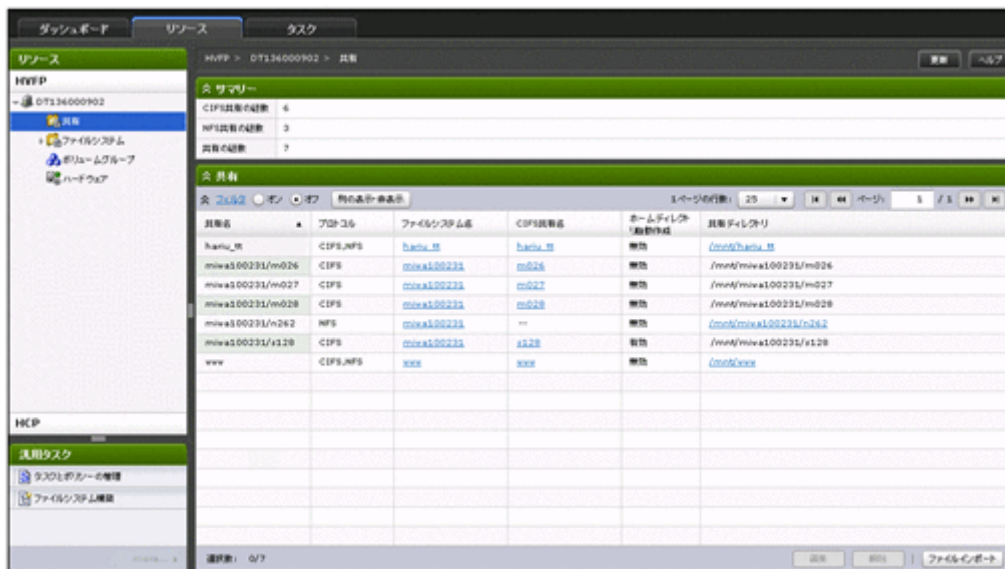 ダッシュボード リソース タスク
リソース
HVFP > DT136000902 > 共有
更新 ヘルプ
HVFP
DT136000902
共有
ファイルシステム
ボリュームグループ
ハードウェア
HCP
汎用タスク
タスクとポリシーの管理
ファイルシステム構築
サマリー
CIFS共有の総数 6
NFS共有の総数 3
共有の総数 7
共有
フィルタ オン オフ 列の表示・非表示 1ページの行数: 25 ページ: 1 / 1
共有名 プロトコル ファイルシステム名 CIFS共有名 ホームディレクトリ自動作成 共有ディレクトリ
hariu_tt CIFS,NFS hariu_tt hariu_tt 無効 /mnt/hariu_tt
miwa100231/m026 CIFS miwa100231 m026 無効 /mnt/miwa100231/m026
miwa100231/m027 CIFS miwa100231 m027 無効 /mnt/miwa100231/m027
miwa100231/m028 CIFS miwa100231 m028 無効 /mnt/miwa100231/m028
miwa100231/n262 NFS miwa100231 -- 無効 /mnt/miwa100231/n262
miwa100231/s128 CIFS miwa100231 s128 有効 /mnt/miwa100231/s128
www CIFS,NFS www www 無効 /mnt/www
選択数: 0/7
編集 解除 ファイルインポート